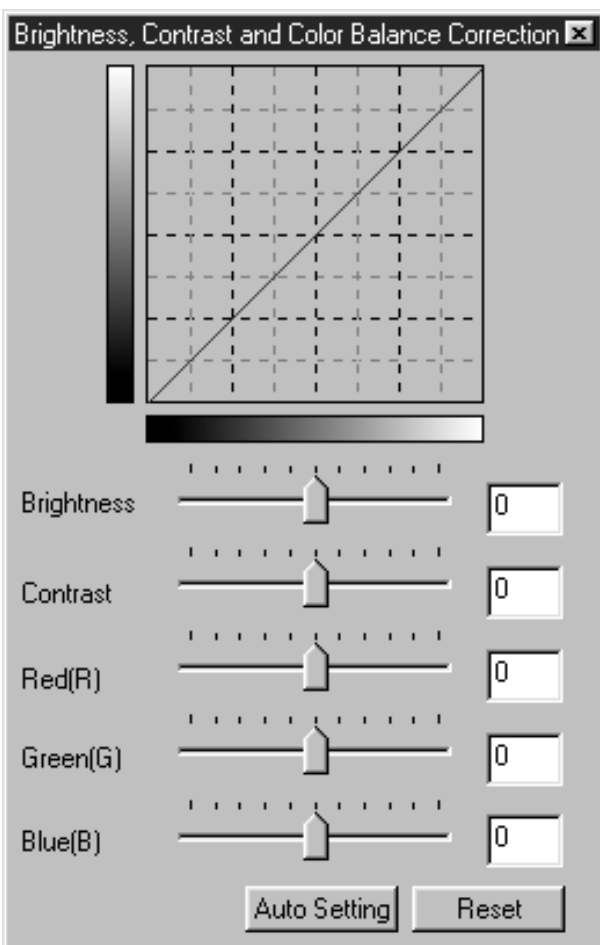 Brightness, Contrast and Color Balance Correction
Brightness 0
Contrast 0
Red(R) 0
Green(G) 0
Blue(B) 0
Auto Setting Reset